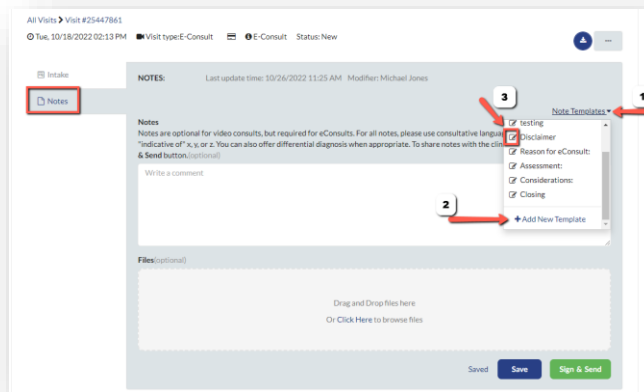 All Visits > Visit #25447861
Tue, 10/18/2022 02:13 PM Visit type:E-Consult E-Consult Status: New
Intake
Notes
NOTES: Last update time: 10/26/2022 11:25 AM Modifier: Michael Jones
3
1
Note Templates
testing
Disclaimer
Reason for eConsult:
Assessment:
Considerations:
Closing
2
+ Add New Template
Notes
Notes are optional for video consults, but required for eConsults. For all notes, please use consultative languag
"indicative of" x, y, or z. You can also offer differential diagnosis when appropriate. To share notes with the clin
& Send button.(optional)
Write a comment
Files(optional)
Drag and Drop files here
Or Click Here to browse files
Saved Save Sign & Send